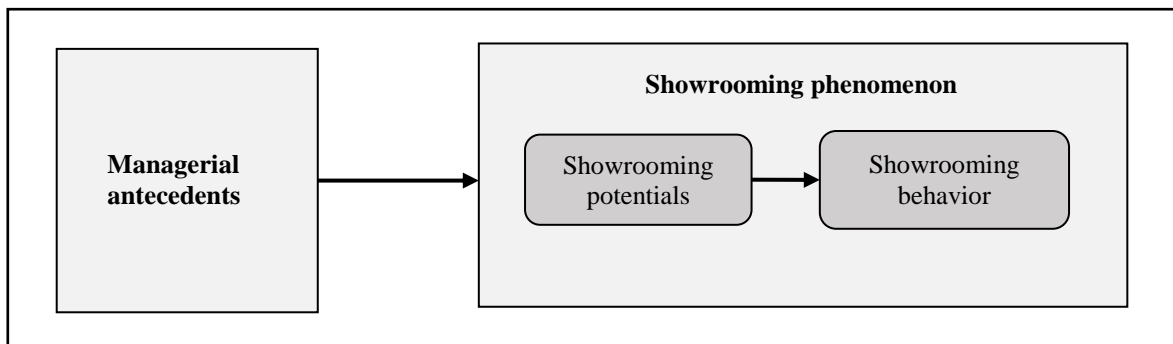 Managerial
antecedents
Showrooming phenomenon
Showrooming
potentials
Showrooming
behavior